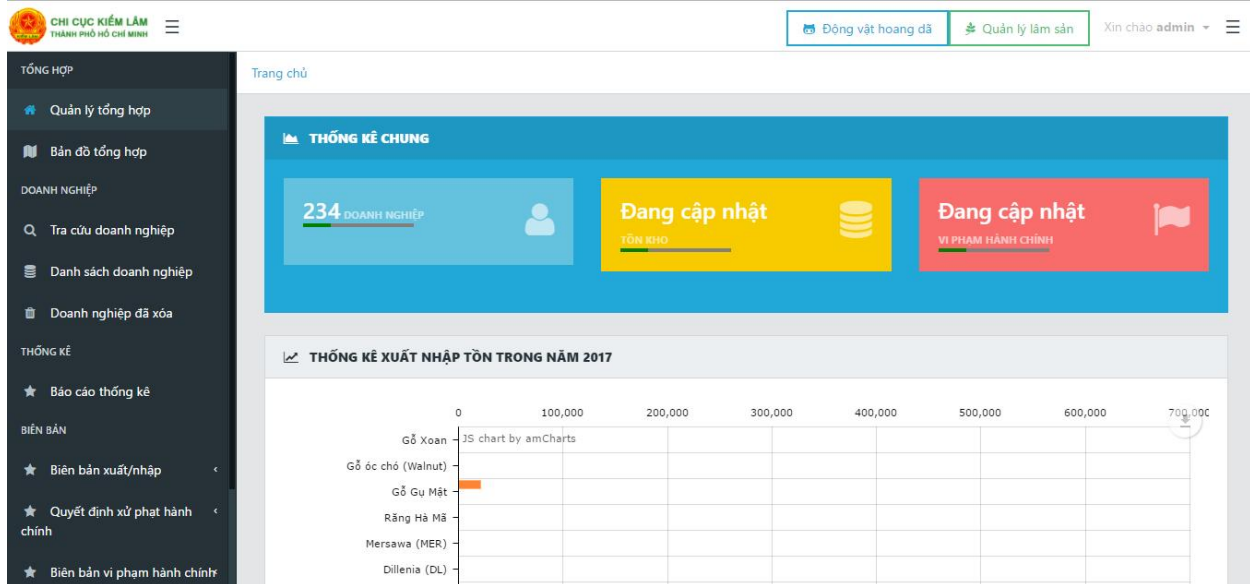 CHI CỤC KIỂM LÂM
THÀNH PHỐ HỒ CHÍ MINH
Động vật hoang dã
Quản lý lâm sản
Xin chào admin
TỔNG HỢP
Quản lý tổng hợp
Bản đồ tổng hợp
DOANH NGHIỆP
Tra cứu doanh nghiệp
Danh sách doanh nghiệp
Doanh nghiệp đã xóa
THỐNG KÊ
Báo cáo thống kê
BIÊN BẢN
Biên bản xuất/nhập
Quyết định xử phạt hành
chính
Biên bản vi phạm hành chính
Trang chủ
THỐNG KÊ CHUNG
234 DOANH NGHIỆP
Đang cập nhật
TỒN KHO
Đang cập nhật
VI PHẠM HÀNH CHÍNH
THỐNG KÊ XUẤT NHẬP TỒN TRONG NĂM 2017
0 100,000 200,000 300,000 400,000 500,000 600,000 700,000
JS chart by amCharts
Gỗ Xoan
Gỗ óc chó (Walnut)
Gỗ Gụ Mật
Răng Hà Mã
Mersawa (MER)
Dillenia (DL)